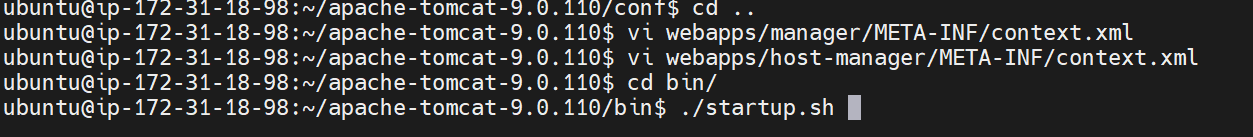 ubuntu@ip-172-31-18-98:~/apache-tomcat-9.0.110/conf$ cd ..
ubuntu@ip-172-31-18-98:~/apache-tomcat-9.0.110$ vi webapps/manager/META-INF/context.xml
ubuntu@ip-172-31-18-98:~/apache-tomcat-9.0.110$ vi webapps/host-manager/META-INF/context.xml
ubuntu@ip-172-31-18-98:~/apache-tomcat-9.0.110$ cd bin/
ubuntu@ip-172-31-18-98:~/apache-tomcat-9.0.110/bin$ ./startup.sh